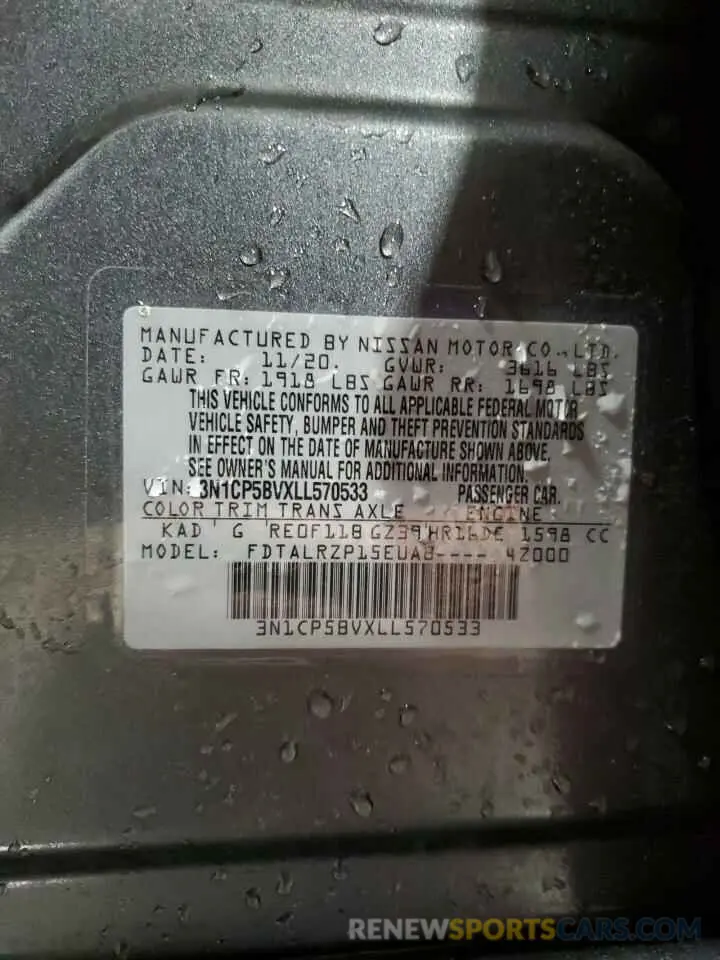 MANUFACTURED BY NISSAN MOTOR CO., LTD.
DATE: 11/20. GVWR: 3616 LBS
GAWR FR: 1918 LBS GAWR RR: 1698 LBS
THIS VEHICLE CONFORMS TO ALL APPLICABLE FEDERAL MOTOR
VEHICLE SAFETY, BUMPER AND THEFT PREVENTION STANDARDS
IN EFFECT ON THE DATE OF MANUFACTURE SHOWN ABOVE.
SEE OWNER'S MANUAL FOR ADDITIONAL INFORMATION.
VIN: 3N1CP5BVXLL570533 PASSENGER CAR.
COLOR TRIM TRANS AXLE ENGINE
KAD G RE0F11B GZ39 HR16DE 1598 CC
MODEL: FDTALRZP15EUAB---- 42000
3N1CP5BVXLL570533
RENEWSPORTSCARS.COM